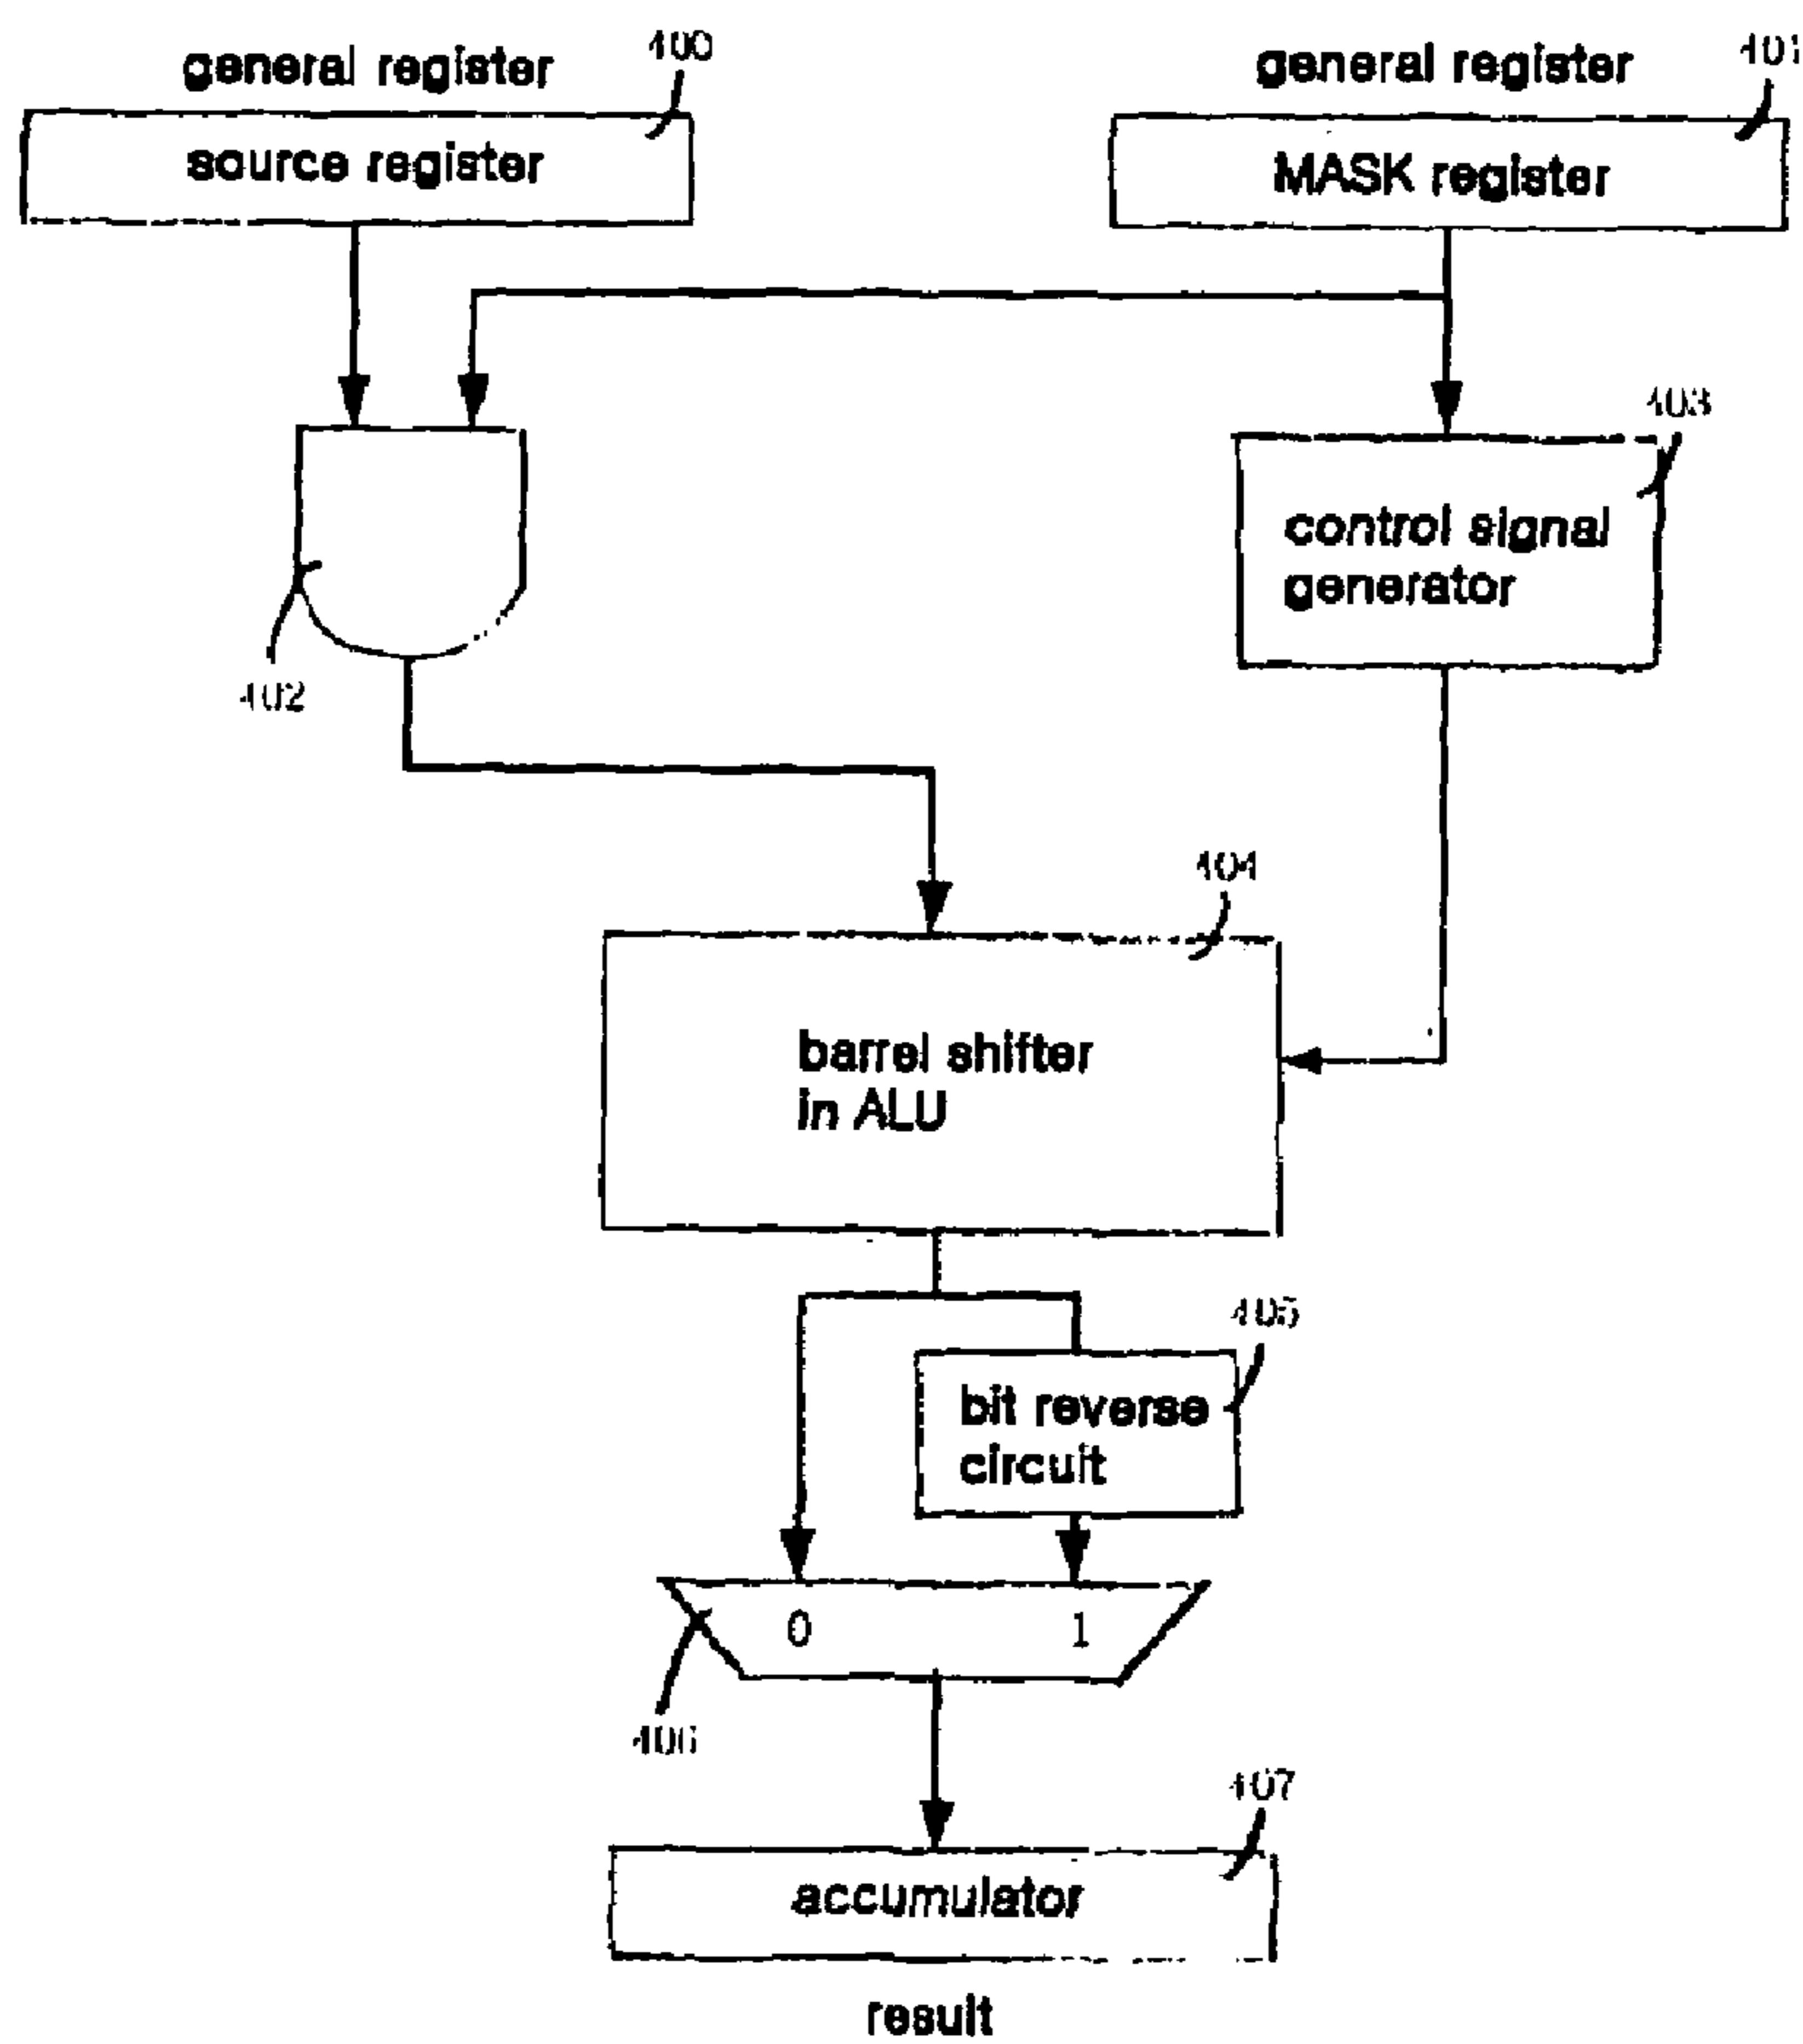 general register
400
general register
401
source register
MASK register
403
control signal
generator
402
404
barrel shifter
in ALU
405
bit reverse
circuit
0
1
406
407
accumulator
result